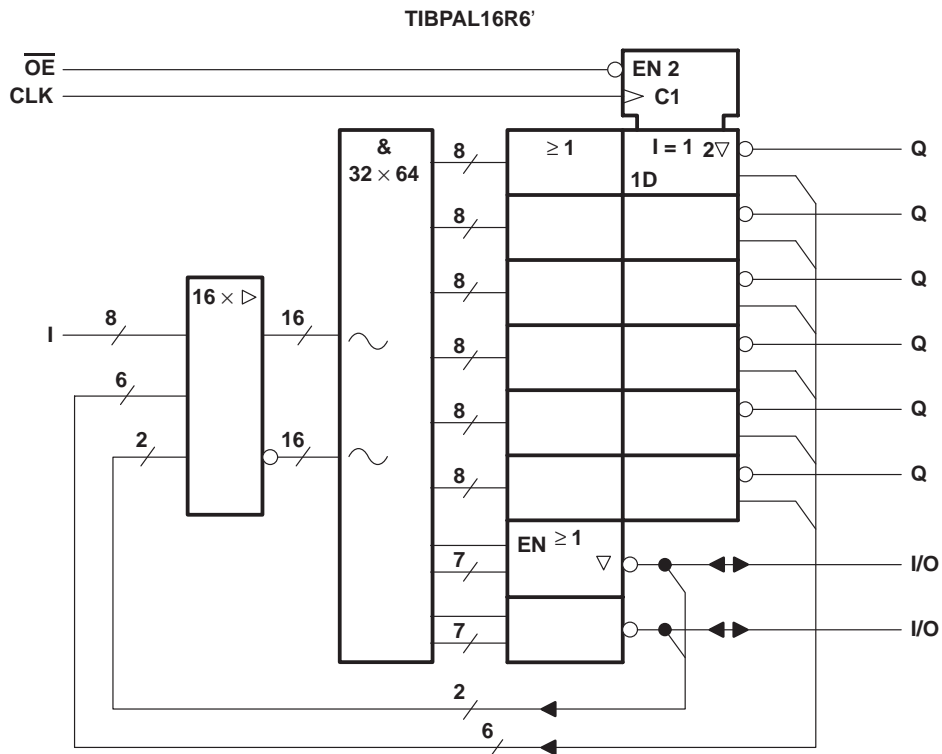 TIBPAL16R6’
OE
EN 2
CLK
C1
&
32 × 64
8
≥ 1
I = 1
2▽
Q
1D
8
Q
8
Q
16 × ▷
I
8
16
8
Q
6
8
Q
2
16
8
Q
EN ≥ 1
▽
7
I/O
7
I/O
2
6